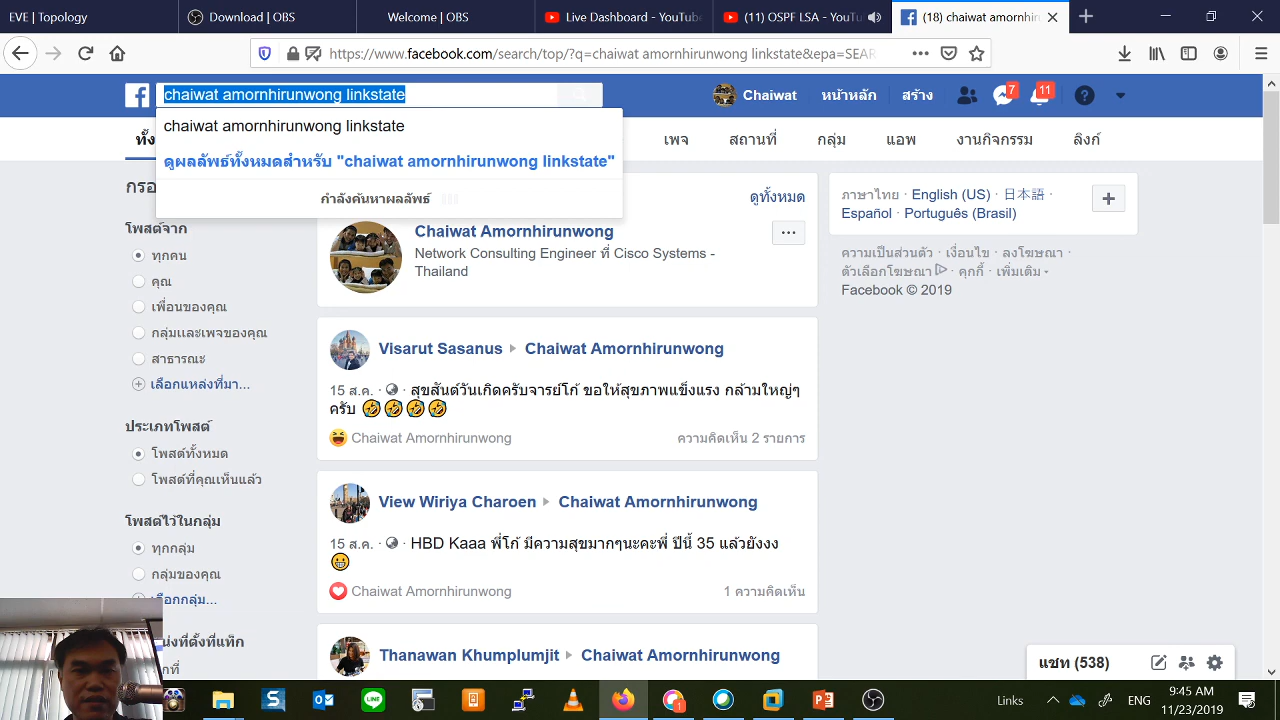 EVE | Topology
Download | OBS
Welcome | OBS
Live Dashboard - YouTube
(11) OSPF LSA - YouTu
(18) chaiwat amornhirun
https://www.facebook.com/search/top/?q=chaiwat amornhirunwong linkstate&epa=SEAR
chaiwat amornhirunwong linkstate
Chaiwat
หน้าหลัก
สร้าง
7
11
chaiwat amornhirunwong linkstate
ดูผลลัพธ์ทั้งหมดสำหรับ "chaiwat amornhirunwong linkstate"
กำลังค้นหาผลลัพธ์
เพจ
สถานที่
กลุ่ม
แอพ
งานกิจกรรม
ลิงก์
โพสต์จาก
ทุกคน
คุณ
เพื่อนของคุณ
กลุ่มและเพจของคุณ
สาธารณะ
เลือกแหล่งที่มา...
ประเภทโพสต์
โพสต์ทั้งหมด
โพสต์ที่คุณเห็นแล้ว
โพสต์ไว้ในกลุ่ม
ทุกกลุ่ม
กลุ่มของคุณ
เลือกกลุ่ม...
ดูทั้งหมด
Chaiwat Amornhirunwong
Network Consulting Engineer ที่ Cisco Systems -
Thailand
Visarut Sasanus
Chaiwat Amornhirunwong
15 ส.ค. · สุขสันต์วันเกิดครับจารย์โก้ ขอให้สุขภาพแข็งแรง กล้ามใหญ่ๆ
ครับ 🤣🤣🤣🤣
Chaiwat Amornhirunwong
ความคิดเห็น 2 รายการ
View Wiriya Charoen
Chaiwat Amornhirunwong
15 ส.ค. · HBD Kaaa พี่โก้ มีความสุขมากๆนะคะพี่ ปีนี้ 35 แล้วยังงง
😁
Chaiwat Amornhirunwong
1 ความคิดเห็น
Thanawan Khumplumjit
Chaiwat Amornhirunwong
ภาษาไทย · English (US) · 日本語 ·
Español · Português (Brasil)
ความเป็นส่วนตัว · เงื่อนไข · ลงโฆษณา ·
ตัวเลือกโฆษณา · คุกกี้ · เพิ่มเติม
Facebook © 2019
แชท (538)
Links
ENG
9:45 AM
11/23/2019